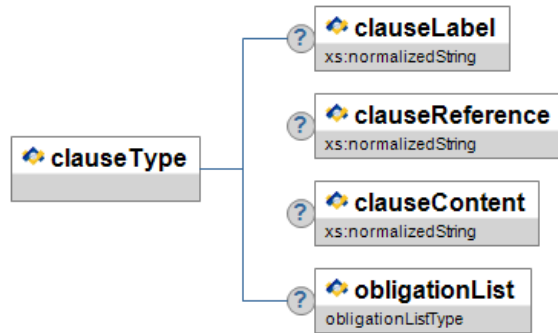 clauseLabel
xs:normalizedString
?
clauseReference
xs:normalizedString
?
clauseType
clauseContent
xs:normalizedString
?
obligationList
obligationListType
?